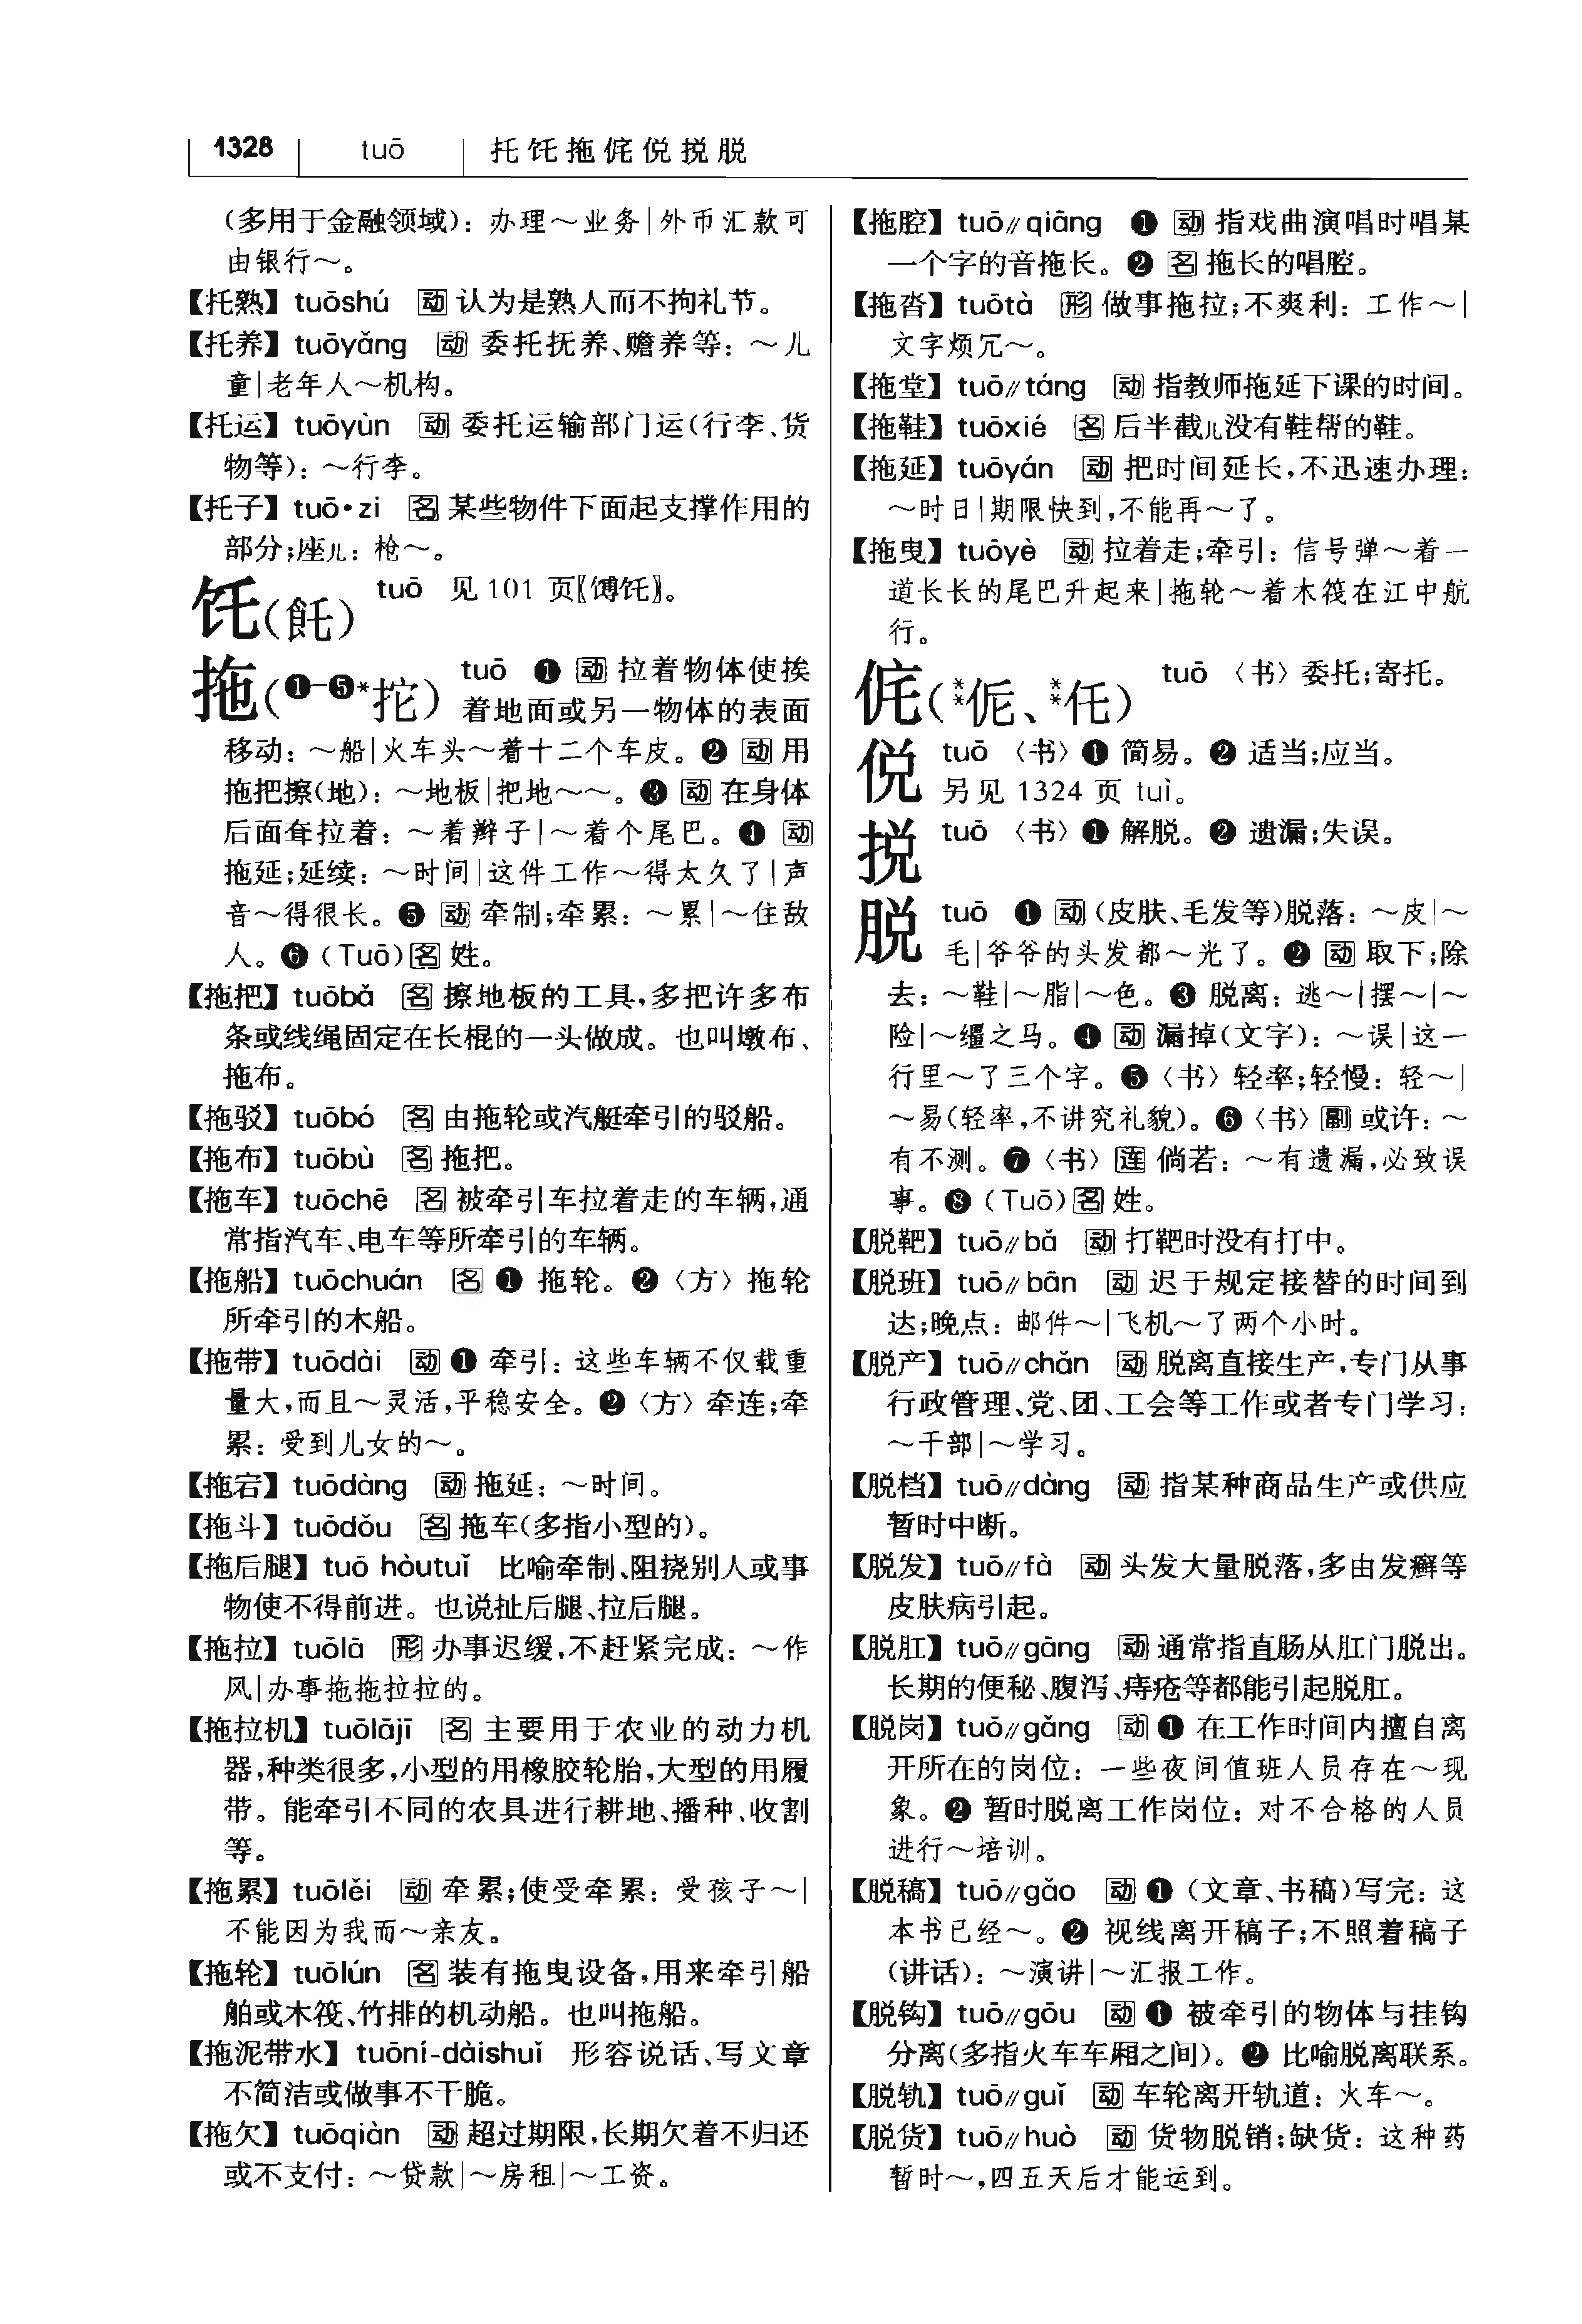 1328 tuō 托饦拖侂侻捝脱
（多用于金融领域）：办理～业务|外币汇款可
由银行～。
【托熟】 tuōshú 动 认为是熟人而不拘礼节。
【托养】 tuōyǎng 动 委托抚养、赡养等：～儿
童|老年人～机构。
【托运】 tuōyùn 动 委托运输部门运（行李、货
物等）：～行李。
【托子】 tuō·zi 名 某些物件下面起支撑作用的
部分；座儿：枪～。
饦（飥） tuō 见 101 页〖馎饦〗。
拖（❶-❺*拕） tuō ❶ 动 拉着物体使挨
着地面或另一物体的表面
移动：～船|火车头～着十二个车皮。❷ 动 用
拖把擦（地）：～地板|把地～～。❸ 动 在身体
后面耷拉着：～着辫子|～着个尾巴。❹ 动
拖延；延续：～时间|这件工作～得太久了|声
音～得很长。❺ 动 牵制；牵累：～累|～住敌
人。❻（Tuō）名 姓。
【拖把】 tuōbǎ 名 擦地板的工具，多把许多布
条或线绳固定在长棍的一头做成。也叫墩布、
拖布。
【拖驳】 tuōbó 名 由拖轮或汽艇牵引的驳船。
【拖布】 tuōbù 名 拖把。
【拖车】 tuōchē 名 被牵引车拉着走的车辆，通
常指汽车、电车等所牵引的车辆。
【拖船】 tuōchuán 名 ❶ 拖轮。❷〈方〉拖轮
所牵引的木船。
【拖带】 tuōdài 动 ❶ 牵引：这些车辆不仅载重
量大，而且～灵活，平稳安全。❷〈方〉牵连；牵
累：受到儿女的～。
【拖宕】 tuōdàng 动 拖延：～时间。
【拖斗】 tuōdǒu 名 拖车（多指小型的）。
【拖后腿】 tuō hòutuǐ 比喻牵制、阻挠别人或事
物使不得前进。也说扯后腿、拉后腿。
【拖拉】 tuōlā 形 办事迟缓，不赶紧完成：～作
风|办事拖拖拉拉的。
【拖拉机】 tuōlājī 名 主要用于农业的动力机
器，种类很多，小型的用橡胶轮胎，大型的用履
带。能牵引不同的农具进行耕地、播种、收割
等。
【拖累】 tuōlěi 动 牵累；使受牵累：受孩子～|
不能因为我而～亲友。
【拖轮】 tuōlún 名 装有拖曳设备，用来牵引船
舶或木筏、竹排的机动船。也叫拖船。
【拖泥带水】 tuōní-dàishuǐ 形容说话、写文章
不简洁或做事不干脆。
【拖欠】 tuōqiàn 动 超过期限，长期欠着不归还
或不支付：～贷款|～房租|～工资。
【拖腔】 tuō∥qiāng ❶ 动 指戏曲演唱时唱某
一个字的音拖长。❷ 名 拖长的唱腔。
【拖沓】 tuōtà 形 做事拖拉；不爽利：工作～|
文字烦冗～。
【拖堂】 tuō∥táng 动 指教师拖延下课的时间。
【拖鞋】 tuōxié 名 后半截儿没有鞋帮的鞋。
【拖延】 tuōyán 动 把时间延长，不迅速办理：
～时日|期限快到，不能再～了。
【拖曳】 tuōyè 动 拉着走；牵引：信号弹～着一
道长长的尾巴升起来|拖轮～着木筏在江中航
行。
侂（**㐌、**仛） tuō 〈书〉委托；寄托。
侻 tuō 〈书〉❶ 简易。❷ 适当；应当。
另见 1324 页 tuì。
捝 tuō 〈书〉❶ 解脱。❷ 遗漏；失误。
脱 tuō ❶ 动（皮肤、毛发等）脱落：～皮|～
毛|爷爷的头发都～光了。❷ 动 取下；除
去：～鞋|～脂|～色。❸ 脱离：逃～|摆～|～
险|～缰之马。❹ 动 漏掉（文字）：～误|这一
行里～了三个字。❺〈书〉轻率；轻慢：轻～|
～易（轻率，不讲究礼貌）。❻〈书〉副 或许：～
有不测。❼〈书〉连 倘若：～有遗漏，必致误
事。❽（Tuō）名 姓。
【脱靶】 tuō∥bǎ 动 打靶时没有打中。
【脱班】 tuō∥bān 动 迟于规定接替的时间到
达；晚点：邮件～|飞机～了两个小时。
【脱产】 tuō∥chǎn 动 脱离直接生产，专门从事
行政管理、党、团、工会等工作或者专门学习：
～干部|～学习。
【脱档】 tuō∥dàng 动 指某种商品生产或供应
暂时中断。
【脱发】 tuō∥fà 动 头发大量脱落，多由发癣等
皮肤病引起。
【脱肛】 tuō∥gāng 动 通常指直肠从肛门脱出。
长期的便秘、腹泻、痔疮等都能引起脱肛。
【脱岗】 tuō∥gǎng 动 ❶ 在工作时间内擅自离
开所在的岗位：一些夜间值班人员存在～现
象。❷ 暂时脱离工作岗位：对不合格的人员
进行～培训。
【脱稿】 tuō∥gǎo 动 ❶（文章、书稿）写完：这
本书已经～。❷ 视线离开稿子；不照着稿子
（讲话）：～演讲|～汇报工作。
【脱钩】 tuō∥gōu 动 ❶ 被牵引的物体与挂钩
分离（多指火车车厢之间）。❷ 比喻脱离联系。
【脱轨】 tuō∥guǐ 动 车轮离开轨道：火车～。
【脱货】 tuō∥huò 动 货物脱销；缺货：这种药
暂时～，四五天后才能运到。